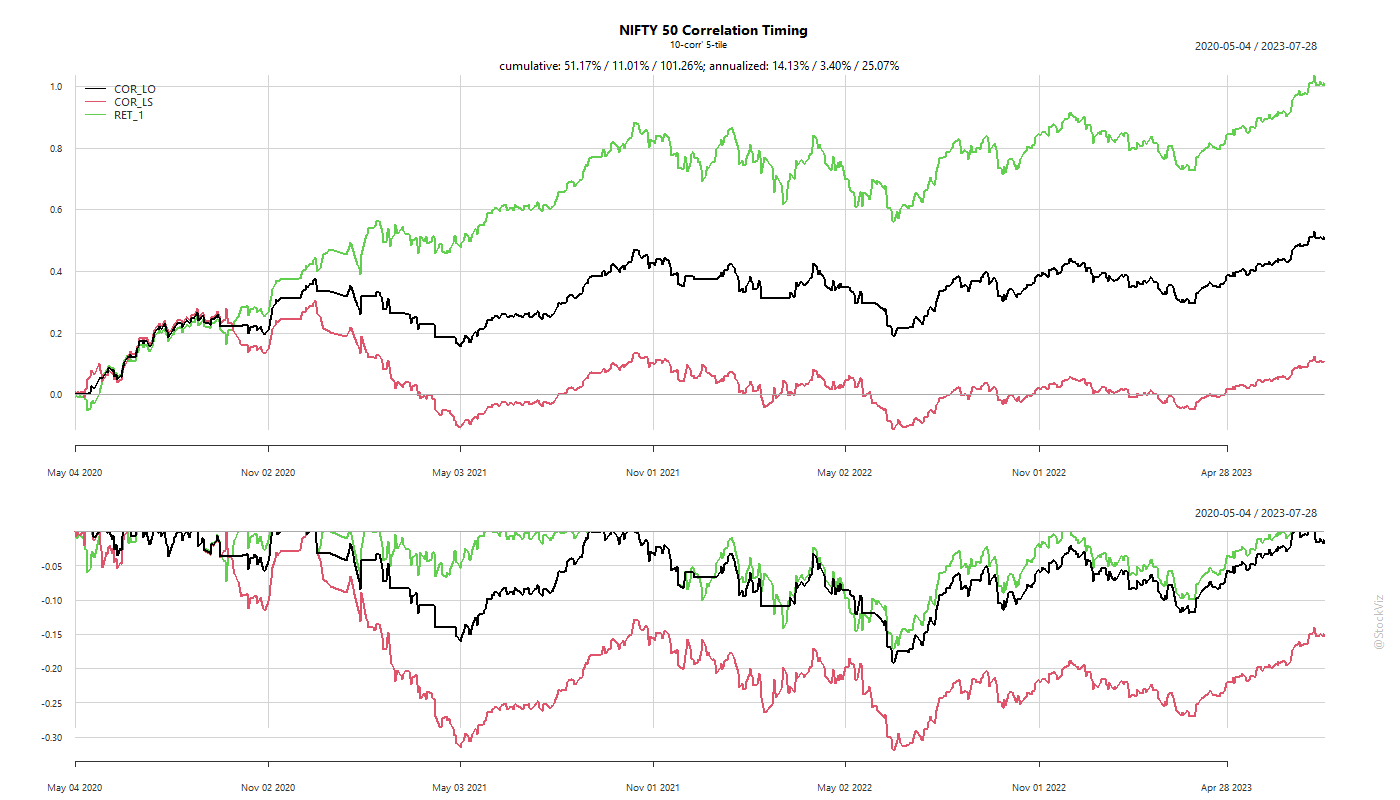 NIFTY 50 Correlation Timing
10-corr' 5-tile
2020-05-04 / 2023-07-28
cumulative: 51.17% / 11.01% / 101.26%; annualized: 14.13% / 3.40% / 25.07%
COR_LO
COR_LS
RET_1
1.0
0.8
0.6
0.4
0.2
0.0
May 04 2020
Nov 02 2020
May 03 2021
Nov 01 2021
May 02 2022
Nov 01 2022
Apr 28 2023
2020-05-04 / 2023-07-28
-0.05
-0.10
-0.15
-0.20
-0.25
-0.30
May 04 2020
Nov 02 2020
May 03 2021
Nov 01 2021
May 02 2022
Nov 01 2022
Apr 28 2023
@StockViz